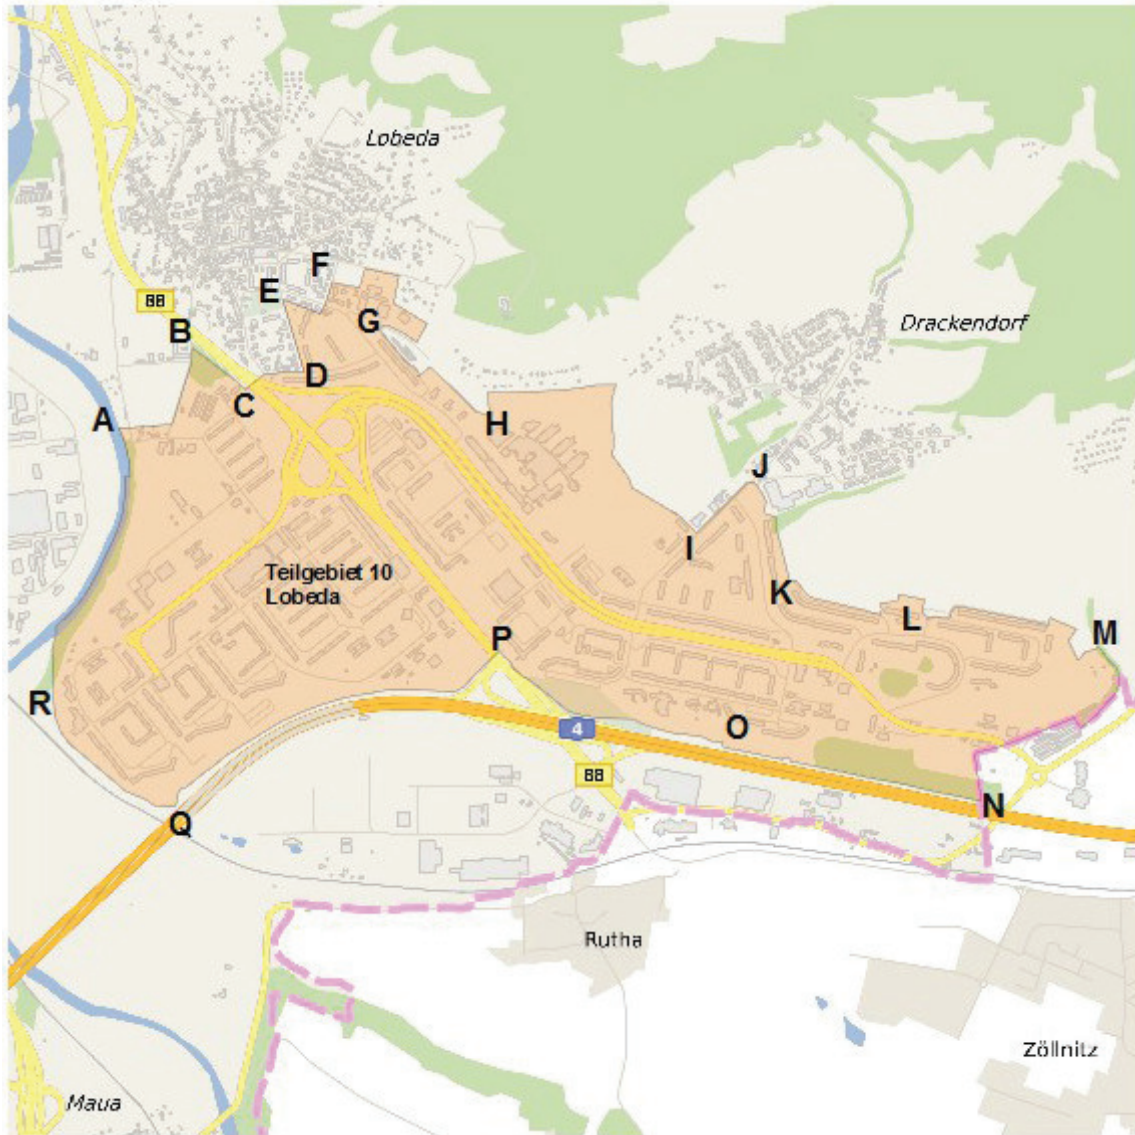 Lobeda
F
E
88
G
Drackendorf
B
D
C
A
H
J
I
Teilgebiet 10
Lobeda
K
L
P
M
R
4
O
88
N
Q
Rutha
Zöllnitz
Maua